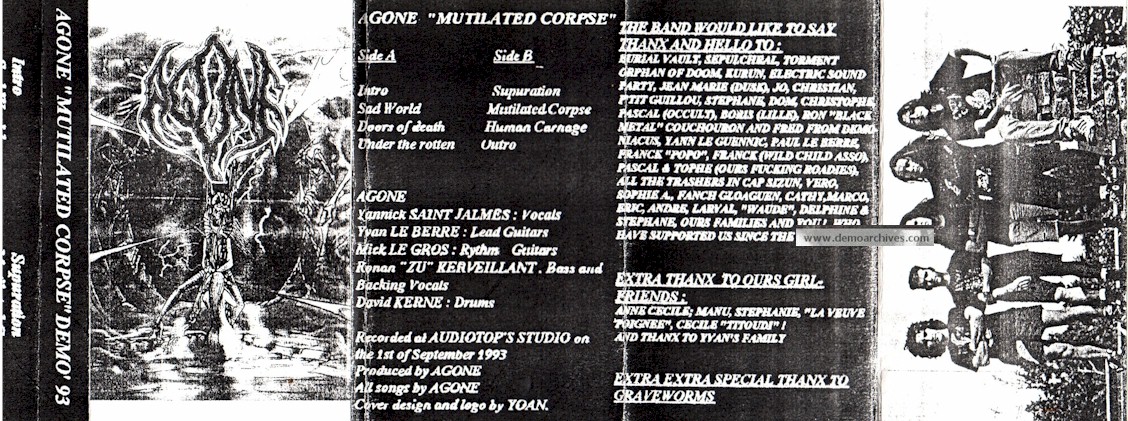 Intro
Supuration
AGONE "MUTILATED CORPSE" DEMO' 93
AGONE
AGONE "MUTILATED CORPSE"
Side A Side B
Intro Supuration
Sad World Mutilated Corpse
Doors of death Human Carnage
Under the rotten Outro
AGONE
Yannick SAINT JALMES : Vocals
Yvan LE BERRE : Lead Guitars
Mick LE GROS : Rythm Guitars
Ronan "ZU" KERVEILLANT . Bass and
Backing Vocals
David KERNE : Drums
Recorded at AUDIOTOP'S STUDIO on
the 1st of September 1993
Produced by AGONE
All songs by AGONE
Cover design and logo by YOAN.
THE BAND WOULD LIKE TO SAY
THANX AND HELLO TO :
BURIAL VAULT, SEPULCHRAL, TORMENT
ORPHAN OF DOOM, KURUN, ELECTRIC SOUND
PARTY, JEAN MARIE (DUSK), JO, CHRISTIAN,
P'TIT GUILLOU, STEPHANE, DOM, CHRISTOPHE,
PASCAL (OCCULT), BORIS (LILLE), RON "BLACK
METAL" COUCHOURON AND FRED FROM DEMO-
NIACUS, YANN LE GUENNIC, PAUL LE BERRE,
FRANCK "POPO", FRANCK (WILD CHILD ASSO),
PASCAL & TOPHE (OURS FUCKING ROADIES),
ALL THE TRASHERS IN CAP SIZUN, VERO,
SOPHIE A., FANCH GLOAGUEN, CATHY, MARCO,
ERIC, ANDRE, LARVAL, "WAUDE", DELPHINE &
STEPHANE, OURS FAMILIES AND YOU! WHO
HAVE SUPPORTED US SINCE THE
www.demoarchives.com
EXTRA THANX TO OURS GIRL-
FRIENDS :
ANNE CECILE; MANU, STEPHANIE, "LA VEUVE
POIGNEE", CECILE "TITOUDI" !
AND THANX TO YVAN'S FAMILY
EXTRA EXTRA SPECIAL THANX TO
GRAVEWORMS